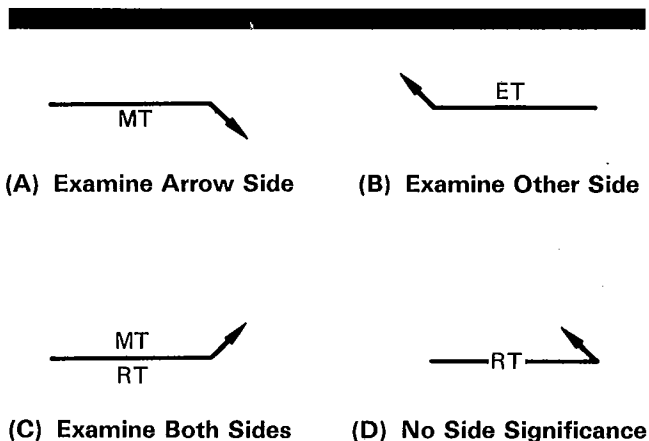 MT
ET
(A) Examine Arrow Side
(B) Examine Other Side
MT
RT
RT
(C) Examine Both Sides
(D) No Side Significance